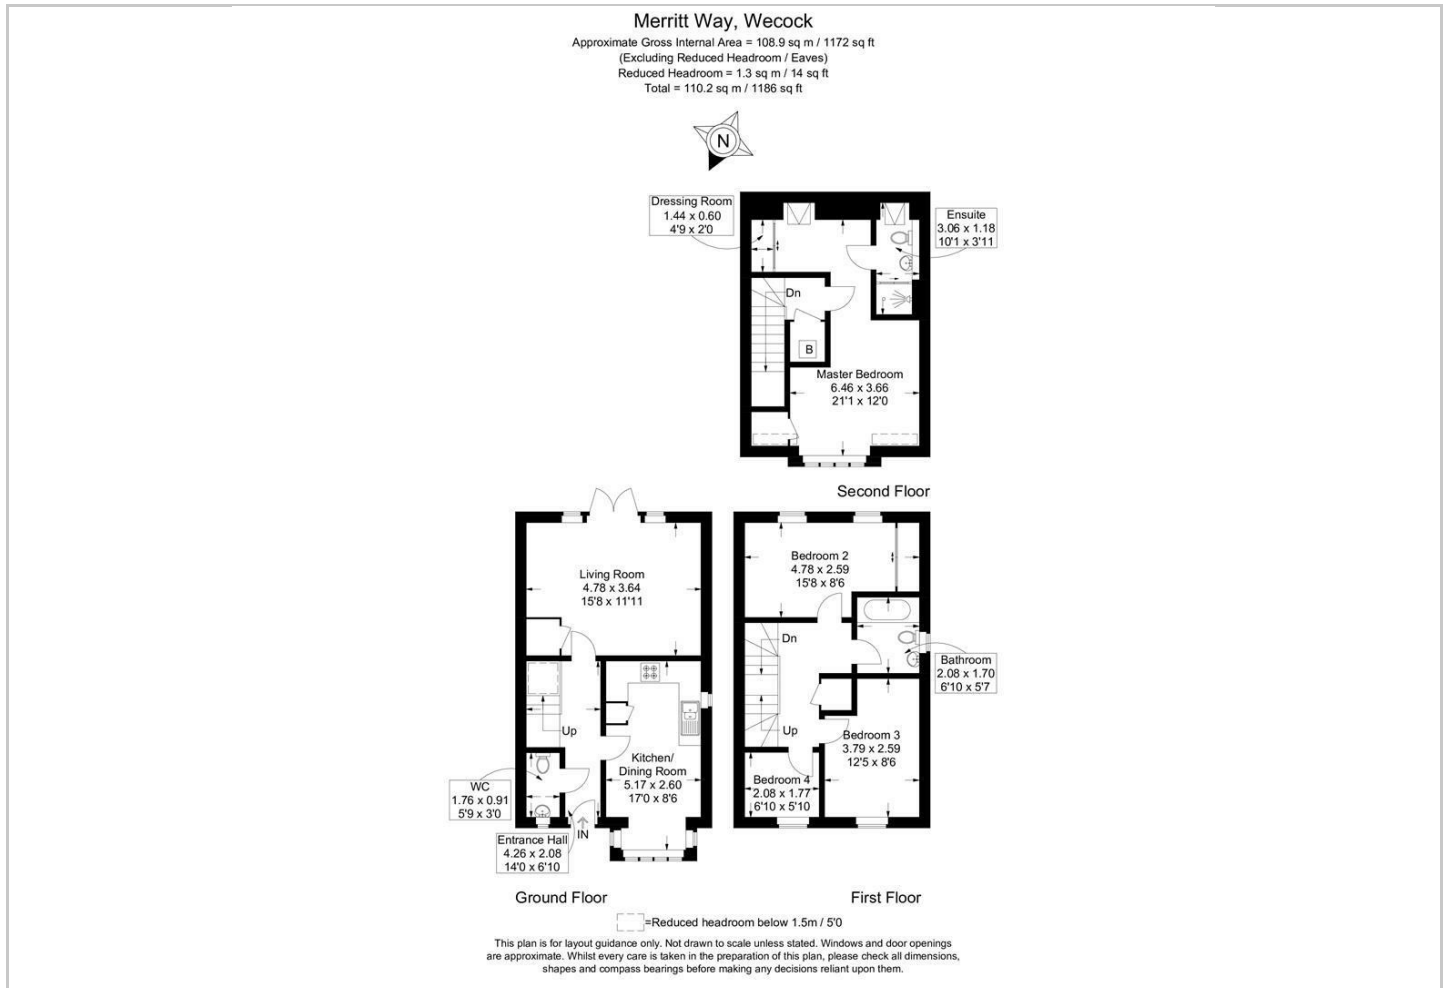 Merritt Way, Wecock
Approximate Gross Internal Area = 108.9 sq m / 1172 sq ft
(Excluding Reduced Headroom / Eaves)
Reduced Headroom = 1.3 sq m / 14 sq ft
Total = 110.2 sq m / 1186 sq ft
N
Dressing Room
1.44 x 0.60
4'9 x 2'0
Ensuite
3.06 x 1.18
10'1 x 3'11
Dn
B
Master Bedroom
6.46 x 3.66
21'1 x 12'0
Second Floor
Living Room
4.78 x 3.64
15'8 x 11'11
Up
Kitchen/
Dining Room
5.17 x 2.60
17'0 x 8'6
WC
1.76 x 0.91
5'9 x 3'0
IN
Entrance Hall
4.26 x 2.08
14'0 x 6'10
Ground Floor
Bedroom 2
4.78 x 2.59
15'8 x 8'6
Dn
Bathroom
2.08 x 1.70
6'10 x 5'7
Up
Bedroom 3
3.79 x 2.59
12'5 x 8'6
Bedroom 4
2.08 x 1.77
6'10 x 5'10
First Floor
=Reduced headroom below 1.5m / 5'0
This plan is for layout guidance only. Not drawn to scale unless stated. Windows and door openings
are approximate. Whilst every care is taken in the preparation of this plan, please check all dimensions,
shapes and compass bearings before making any decisions reliant upon them.